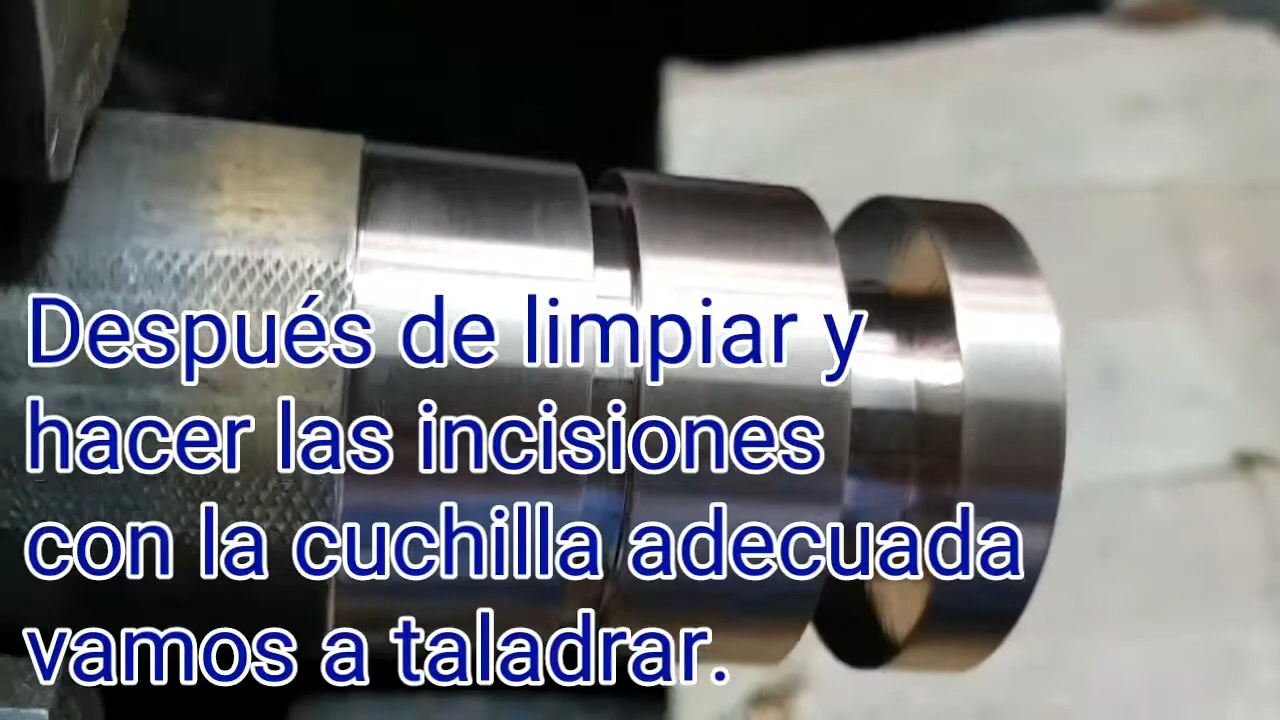 Después de limpiar y
hacer las incisiones
con la cuchilla adecuada
vamos a taladrar.